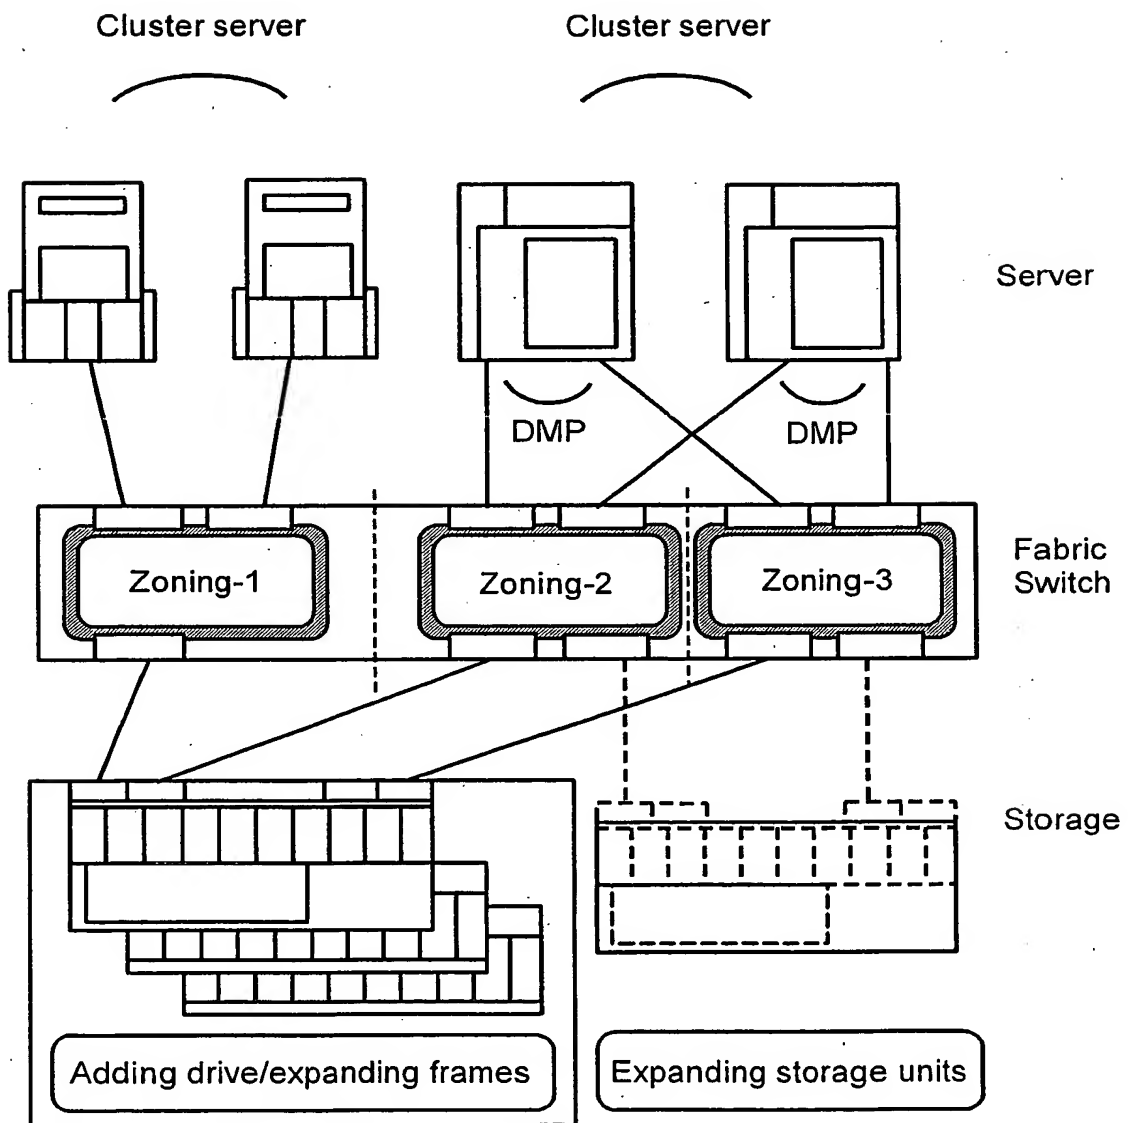 Cluster server
Cluster server
Server
DMP
DMP
Fabric
Switch
Zoning-1
Zoning-2
Zoning-3
Storage
Adding drive/expanding frames
Expanding storage units